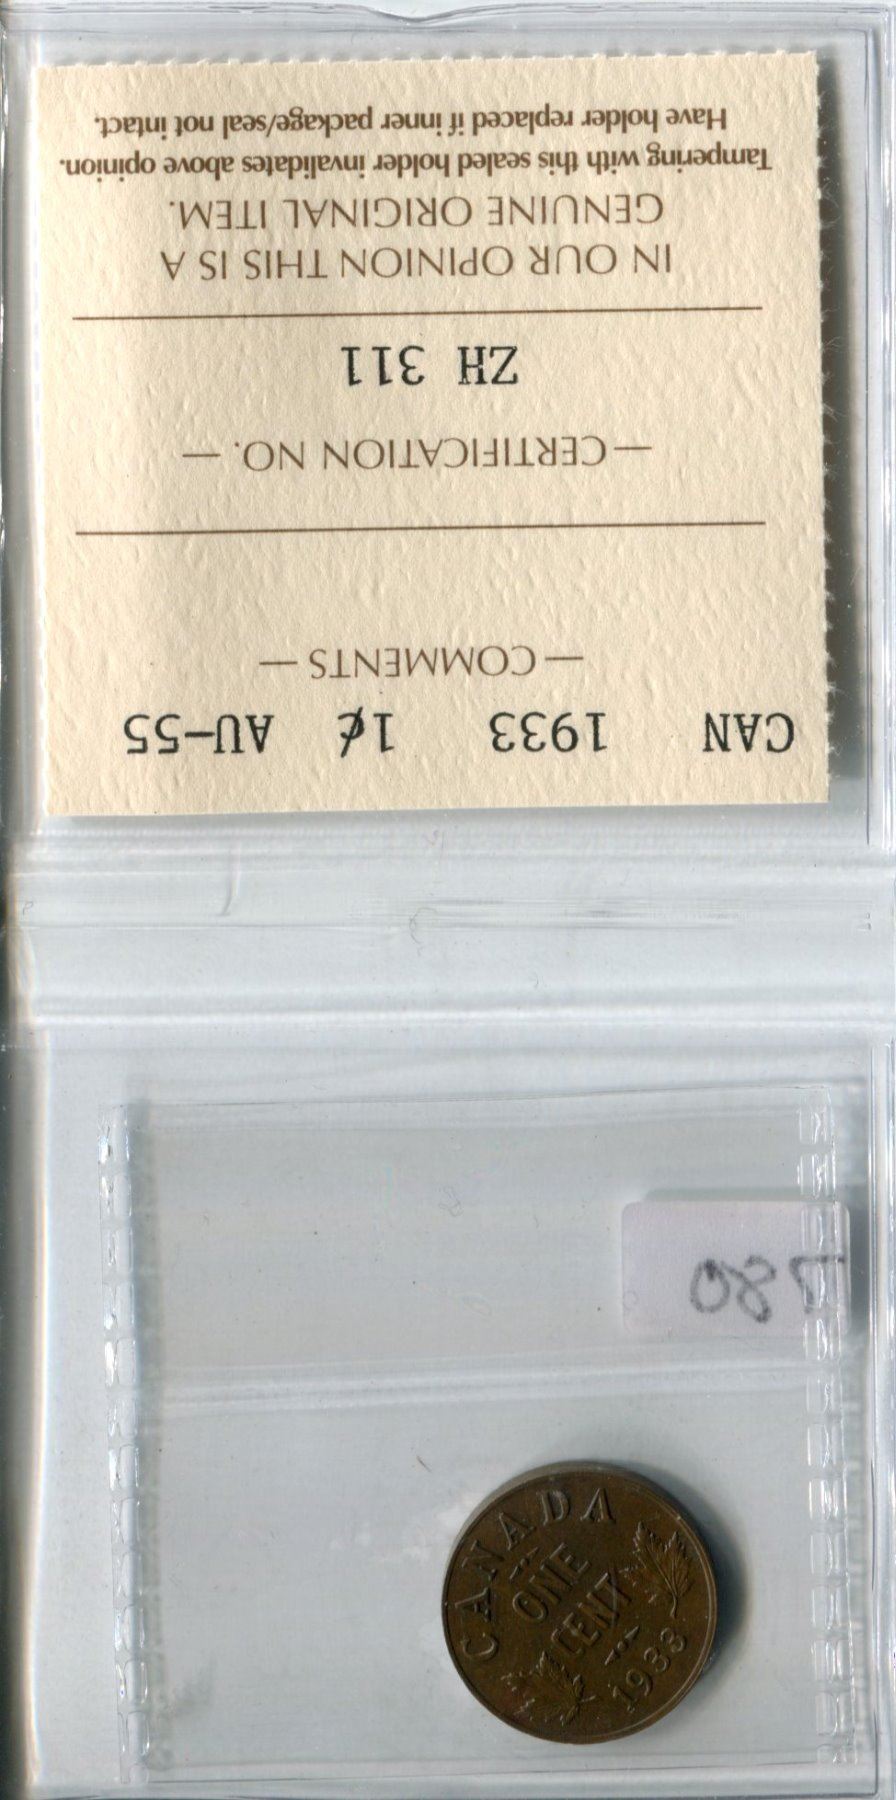 CAN 1933 1¢ AU-55
— COMMENTS —
— CERTIFICATION NO. —
ZH 311
IN OUR OPINION THIS IS A
GENUINE ORIGINAL ITEM.
Tampering with this sealed holder invalidates above opinion.
Have holder replaced if inner package/seal not intact.
CANADA
ONE
CENT
1933